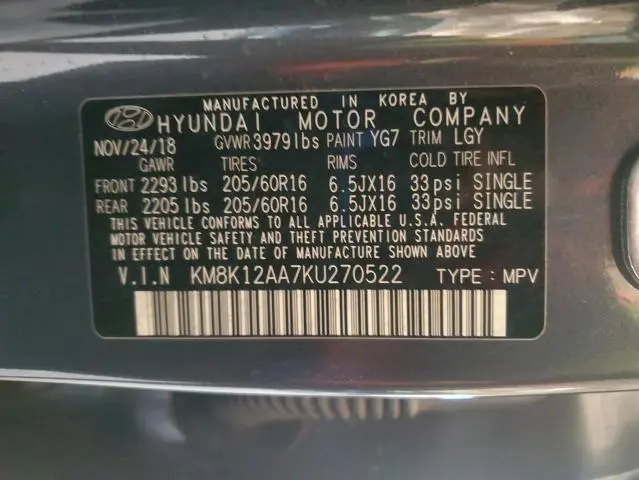 MANUFACTURED IN KOREA BY
HYUNDAI MOTOR COMPANY
NOV/24/18 GVWR 3979lbs PAINT YG7 TRIM LGY
GAWR TIRES RIMS COLD TIRE INFL
FRONT 2293 lbs 205/60R16 6.5JX16 33psi SINGLE
REAR 2205 lbs 205/60R16 6.5JX16 33psi SINGLE
THIS VEHICLE CONFORMS TO ALL APPLICABLE U.S.A. FEDERAL
MOTOR VEHICLE SAFETY AND THEFT PREVENTION STANDARDS
IN EFFECT ON THE DATE OF MANUFACTURE SHOWN ABOVE
V.I.N KM8K12AA7KU270522 TYPE : MPV